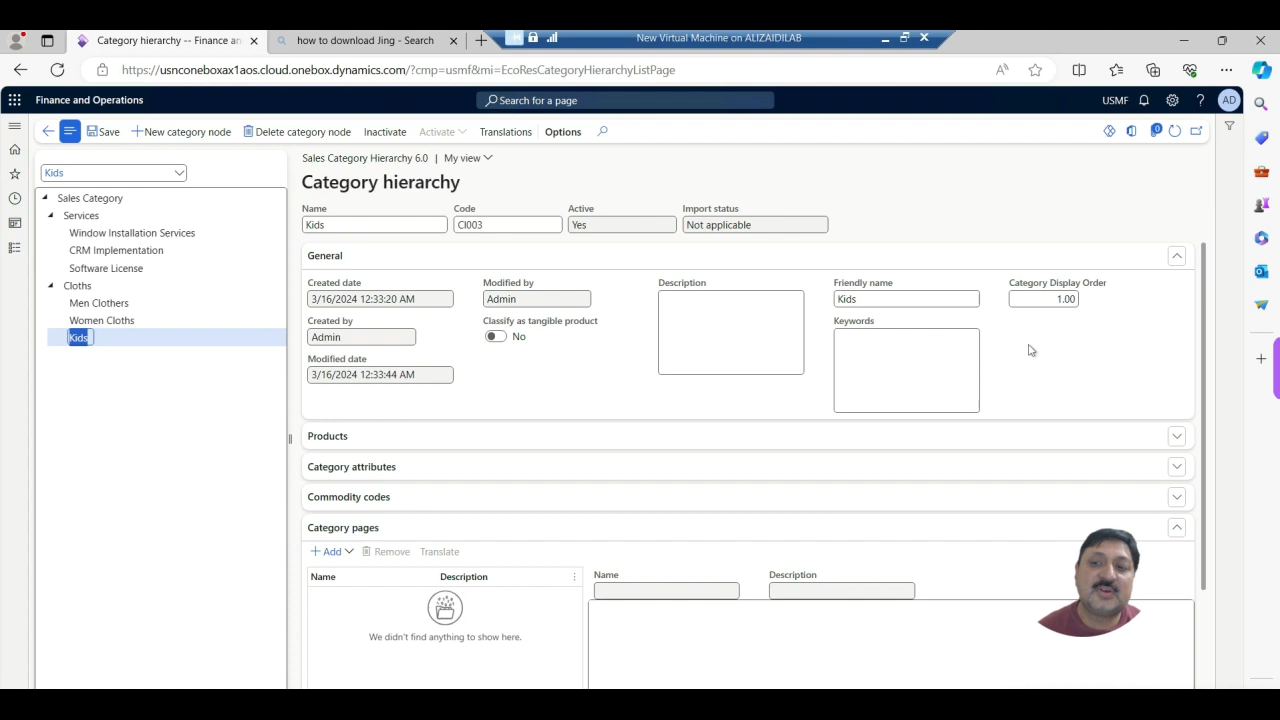 Category hierarchy -- Finance an
how to download Jing - Search
New Virtual Machine on ALIZAIDILAB
https://usnconeboxax1aos.cloud.onebox.dynamics.com/?cmp=usmf&mi=EcoResCategoryHierarchyListPage
Finance and Operations
Search for a page
USMF
AD
Save
New category node
Delete category node
Inactivate
Activate
Translations
Options
0
Kids
Sales Category
Services
Window Installation Services
CRM Implementation
Software License
Cloths
Men Clothers
Women Cloths
Kids
Sales Category Hierarchy 6.0 | My view
Category hierarchy
Name
Code
Active
Import status
Kids
CI003
Yes
Not applicable
General
Created date
Modified by
Description
Friendly name
Category Display Order
3/16/2024 12:33:20 AM
Admin
Kids
1.00
Created by
Classify as tangible product
Keywords
Admin
No
Modified date
3/16/2024 12:33:44 AM
Products
Category attributes
Commodity codes
Category pages
Add
Remove
Translate
Name
Description
Name
Description
We didn't find anything to show here.